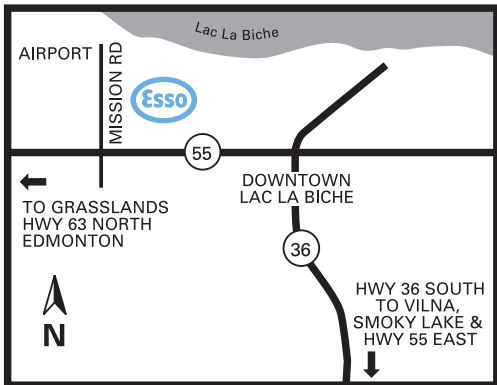 Lac La Biche
AIRPORT
MISSION RD
Esso
55
DOWNTOWN
LAC LA BICHE
TO GRASSLANDS
HWY 63 NORTH
EDMONTON
36
HWY 36 SOUTH
TO VILNA,
SMOKY LAKE &
HWY 55 EAST
N